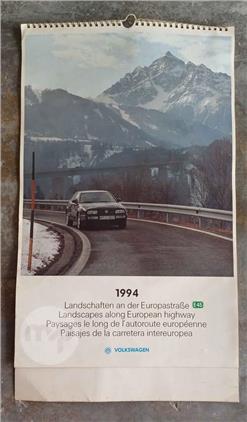 1994
Landschaften an der Europastraße E45
Landscapes along European highway
Paysages le long de l'autoroute européenne
Paisajes de la carretera intereuropea
VOLKSWAGEN